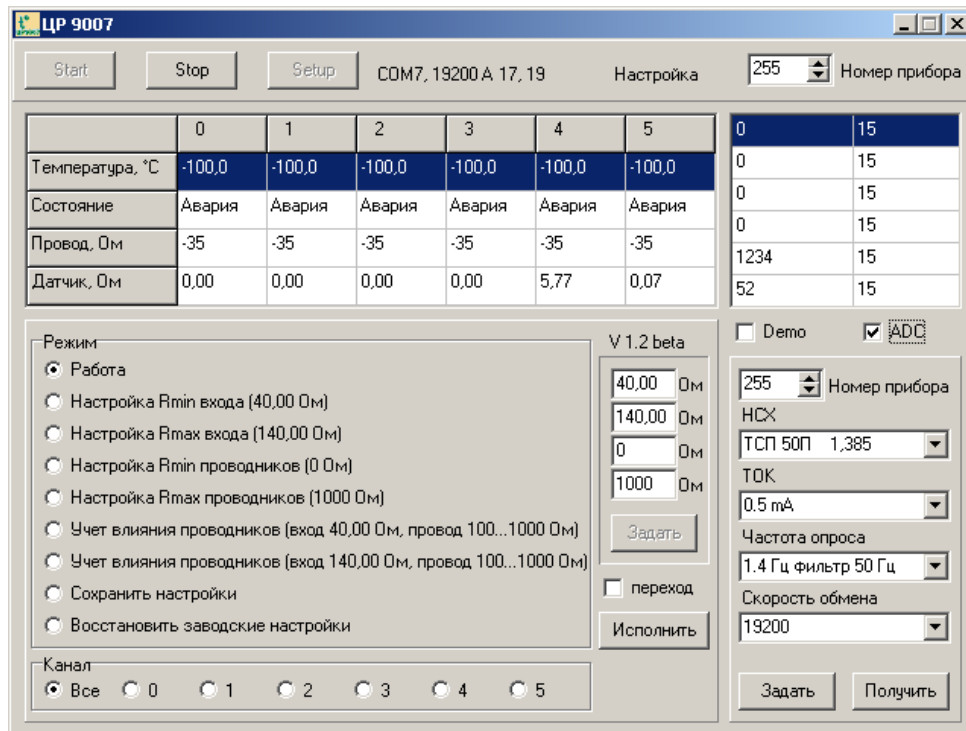 ЦР 9007
Start Stop Setup COM7, 19200 A 17, 19 Настройка 255 Номер прибора
0 1 2 3 4 5
Температура, °C -100,0 -100,0 -100,0 -100,0 -100,0 -100,0
Состояние Авария Авария Авария Авария Авария Авария
Провод, Ом -35 -35 -35 -35 -35 -35
Датчик, Ом 0,00 0,00 0,00 0,00 5,77 0,07
0 15
0 15
0 15
0 15
1234 15
52 15
Demo ADC
Режим
Работа
Настройка Rmin входа (40,00 Ом)
Настройка Rmax входа (140,00 Ом)
Настройка Rmin проводников (0 Ом)
Настройка Rmax проводников (1000 Ом)
Учет влияния проводников (вход 40,00 Ом, провод 100...1000 Ом)
Учет влияния проводников (вход 140,00 Ом, провод 100...1000 Ом)
Сохранить настройки
Восстановить заводские настройки
V 1.2 beta
40,00 Ом
140,00 Ом
0 Ом
1000 Ом
Задать
переход
Исполнить
Канал
Все 0 1 2 3 4 5
255 Номер прибора
НСХ
ТСП 50П 1,385
ТОК
0.5 mA
Частота опроса
1.4 Гц фильтр 50 Гц
Скорость обмена
19200
Задать Получить